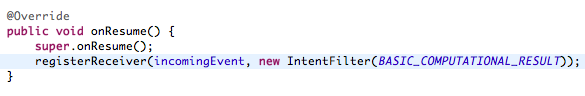 @Override
public void onResume() {
    super.onResume();
    registerReceiver(incomingEvent, new IntentFilter(BASIC_COMPUTATIONAL_RESULT));
}